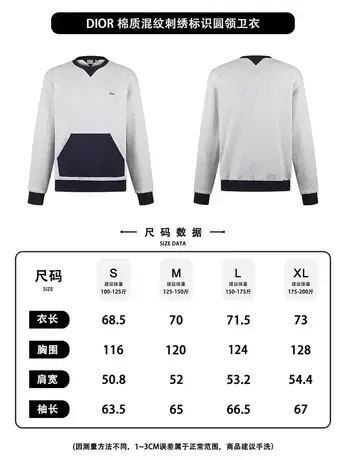 DIOR 棉质混纹刺绣标识圆领卫衣
Dior
尺码数据
SIZE DATA
尺码 S M L XL
SIZE 建议体重 建议体重 建议体重 建议体重
100-125斤 125-150斤 150-175斤 175-200斤
衣长 68.5 70 71.5 73
胸围 116 120 124 128
肩宽 50.8 52 53.2 54.4
袖长 63.5 65 66.5 67
(因测量方法不同，1~3CM误差属于正常范围，商品建议手洗)